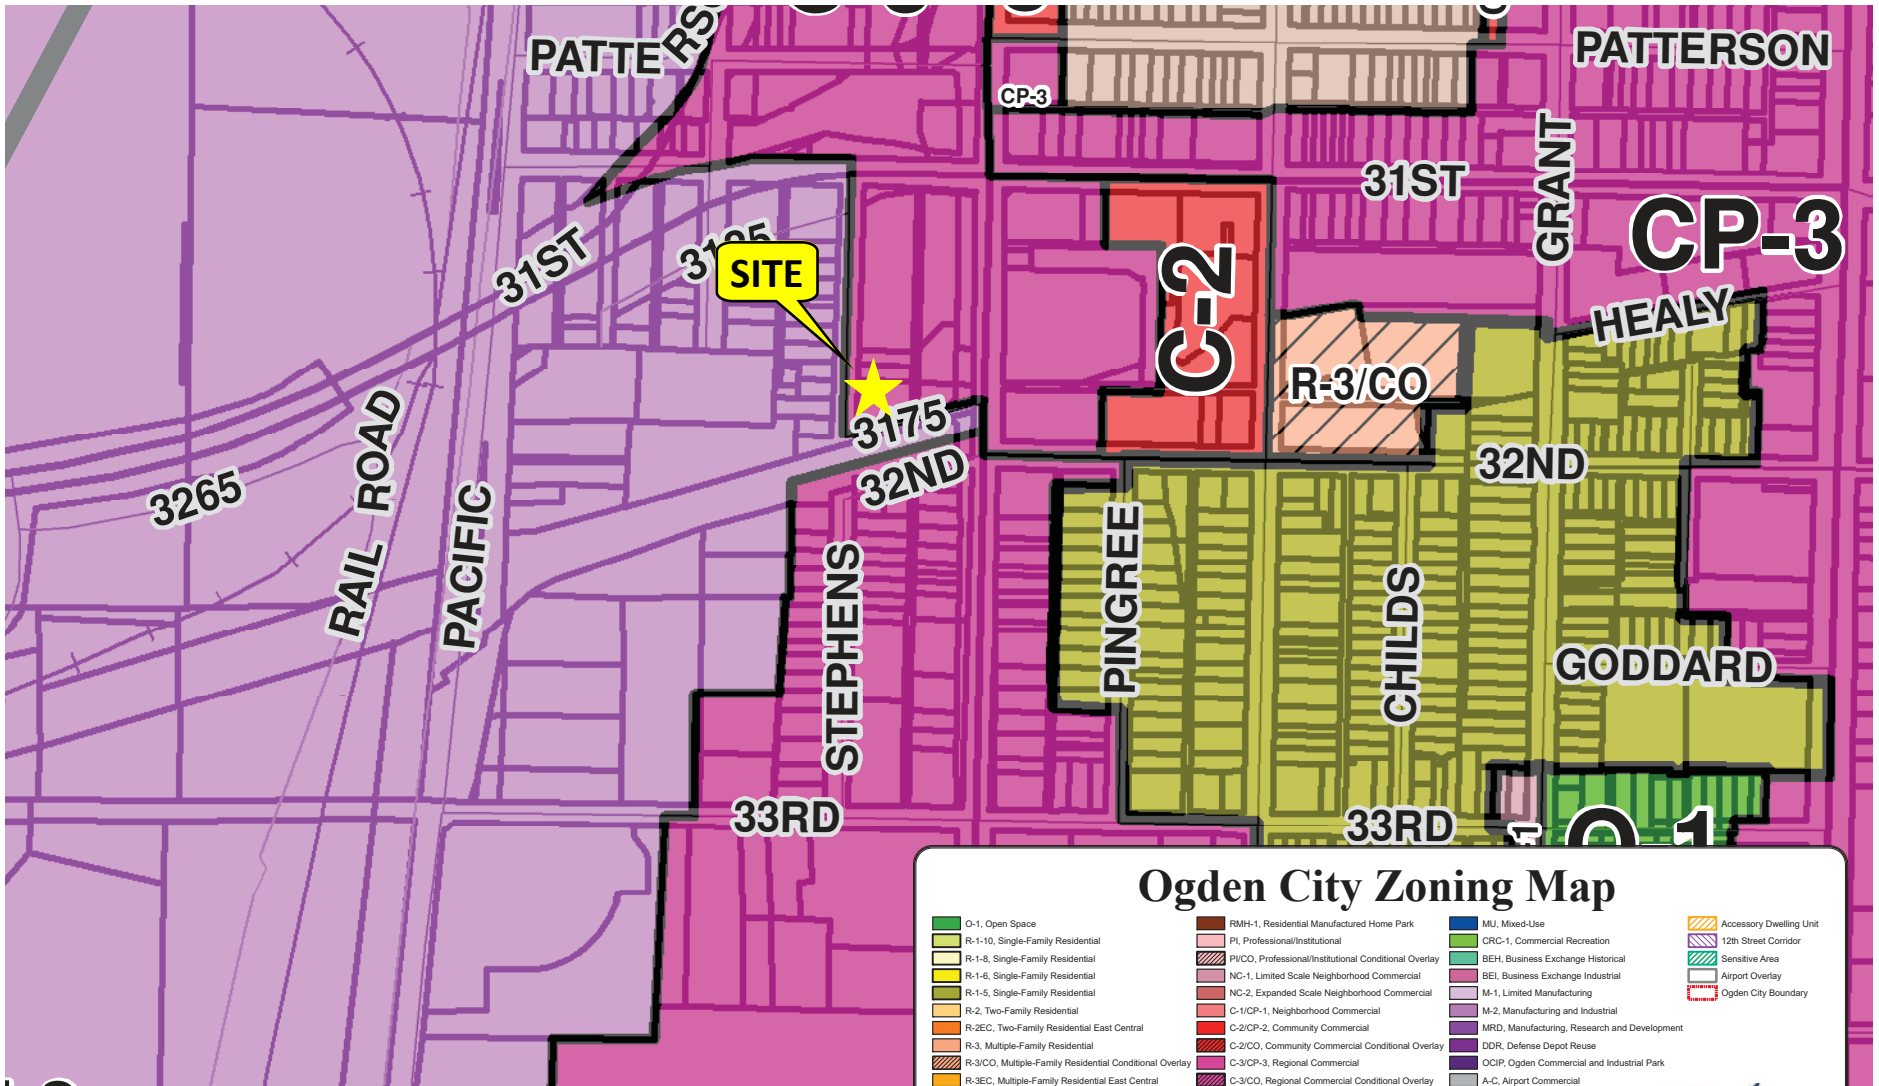 PATTE
RS
PATTERSON
CP-3
31ST
GRANT
CP-3
31ST
SITE
C-2
HEALY
R-3/CO
3175
32ND
32ND
RAIL ROAD
3265
PACIFIC
STEPHENS
PINGREE
CHILDS
GODDARD
33RD
33RD
O-1
Ogden City Zoning Map
O-1, Open Space
R-1-10, Single-Family Residential
R-1-8, Single-Family Residential
R-1-6, Single-Family Residential
R-1-5, Single-Family Residential
R-2, Two-Family Residential
R-2EC, Two-Family Residential East Central
R-3, Multiple-Family Residential
R-3/CO, Multiple-Family Residential Conditional Overlay
R-3EC, Multiple-Family Residential East Central
RMH-1, Residential Manufactured Home Park
PI, Professional/Institutional
PI/CO, Professional/Institutional Conditional Overlay
NC-1, Limited Scale Neighborhood Commercial
NC-2, Expanded Scale Neighborhood Commercial
C-1/CP-1, Neighborhood Commercial
C-2/CP-2, Community Commercial
C-2/CO, Community Commercial Conditional Overlay
C-3/CP-3, Regional Commercial
C-3/CO, Regional Commercial Conditional Overlay
MU, Mixed-Use
CRC-1, Commercial Recreation
BEH, Business Exchange Historical
BEI, Business Exchange Industrial
M-1, Limited Manufacturing
M-2, Manufacturing and Industrial
MRD, Manufacturing, Research and Development
DDR, Defense Depot Reuse
OCIP, Ogden Commercial and Industrial Park
A-C, Airport Commercial
Accessory Dwelling Unit
12th Street Corridor
Sensitive Area
Airport Overlay
Ogden City Boundary